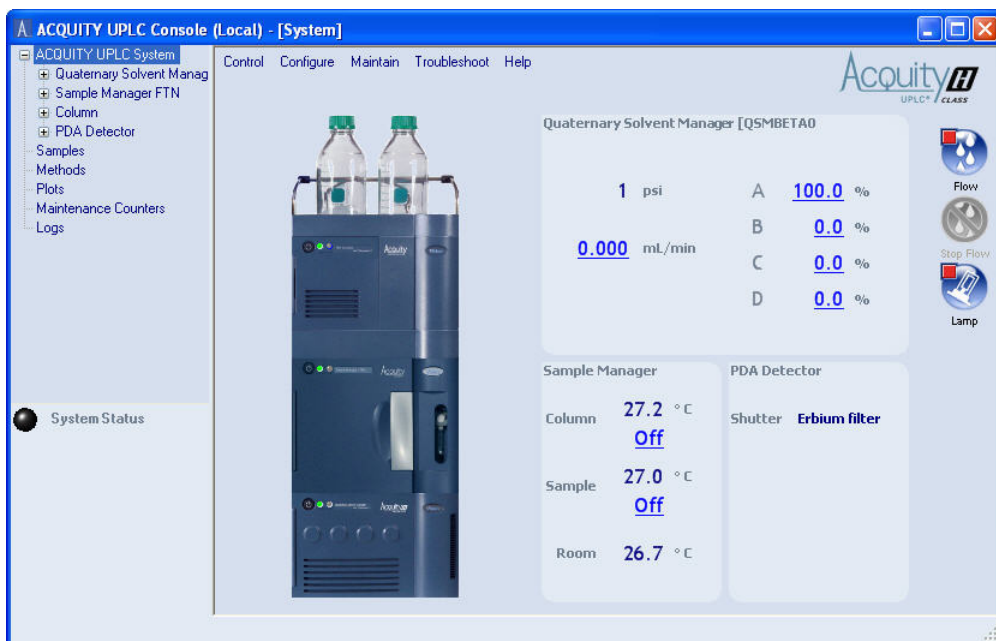 ACQUITY UPLC Console (Local) - [System]
ACQUITY UPLC System
Quaternary Solvent Manag
Sample Manager FTN
Column
PDA Detector
Samples
Methods
Plots
Maintenance Counters
Logs
System Status
Control Configure Maintain Troubleshoot Help
Acquity H
UPLC® CLASS
Quaternary Solvent Manager [QSMBETA0
1 psi
0.000 mL/min
A 100.0 %
B 0.0 %
C 0.0 %
D 0.0 %
Flow
Stop Flow
Lamp
Acquity
Acquity
Acquity
Sample Manager
Column 27.2 °C
Off
Sample 27.0 °C
Off
Room 26.7 °C
PDA Detector
Shutter Erbium filter